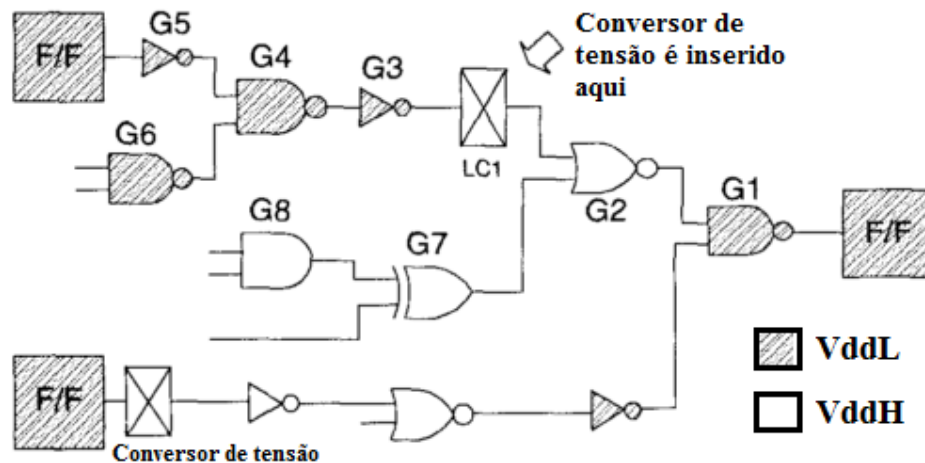 F/F
G5
G4
G3
Conversor de
tensão é inserido
aqui
G6
LC1
G2
G1
F/F
G8
G7
F/F
VddL
VddH
Conversor de tensão